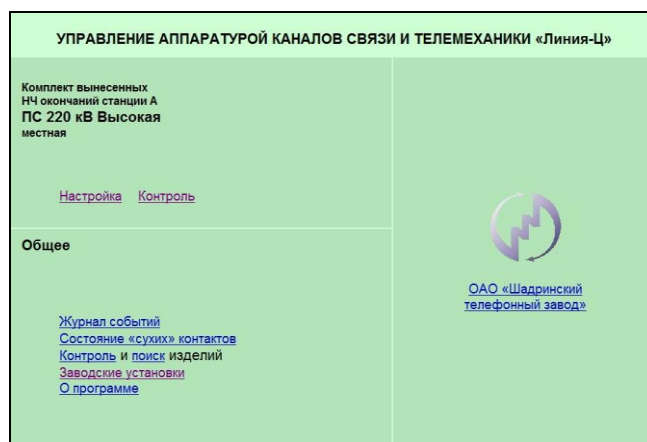 УПРАВЛЕНИЕ АППАРАТУРОЙ КАНАЛОВ СВЯЗИ И ТЕЛЕМЕХАНИКИ «Линия-Ц»
Комплект вынесенных
НЧ окончаний станции А
ПС 220 кВ Высокая
местная
Настройка Контроль
Общее
Журнал событий
Состояние «сухих» контактов
Контроль и поиск изделий
Заводские установки
О программе
ОАО «Шадринский
телефонный завод»